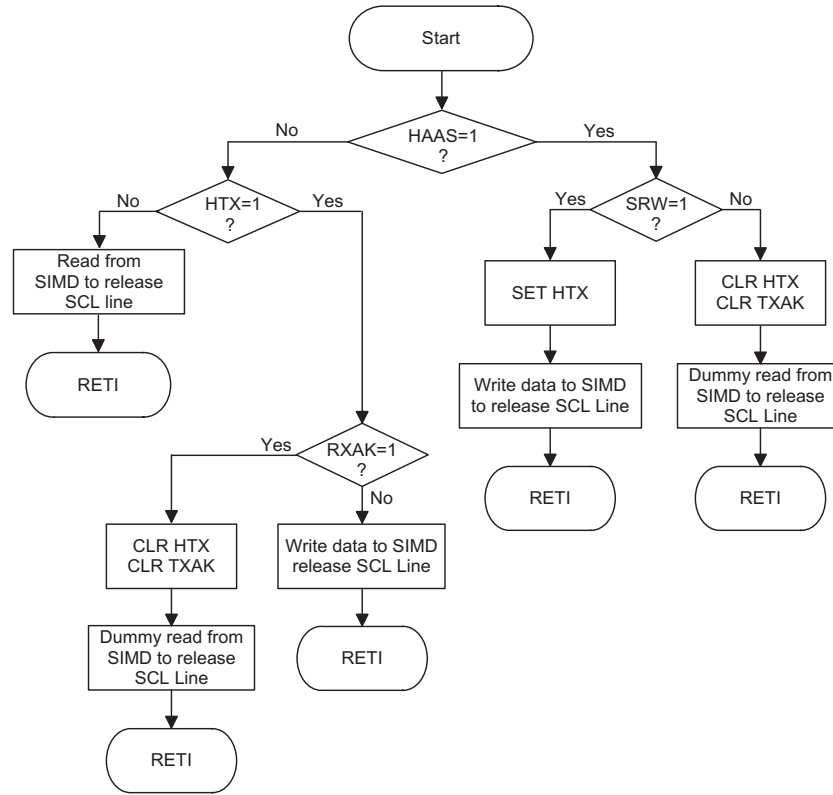 Start
HAAS=1
?
No
Yes
HTX=1
?
No
Yes
SRW=1
?
Yes
No
Read from
SIMD to release
SCL line
RETI
SET HTX
Write data to SIMD
to release SCL Line
RETI
CLR HTX
CLR TXAK
Dummy read from
SIMD to release
SCL Line
RETI
RXAK=1
?
Yes
No
CLR HTX
CLR TXAK
Dummy read from
SIMD to release
SCL Line
RETI
Write data to SIMD
release SCL Line
RETI